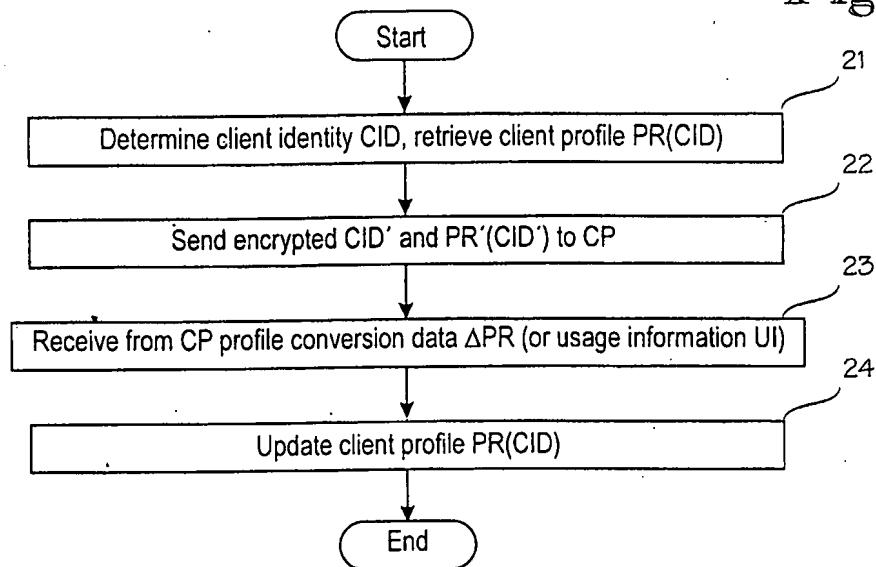 Start
21
Determine client identity CID, retrieve client profile PR(CID)
22
Send encrypted CID´ and PR´(CID´) to CP
23
Receive from CP profile conversion data ΔPR (or usage information UI)
24
Update client profile PR(CID)
End